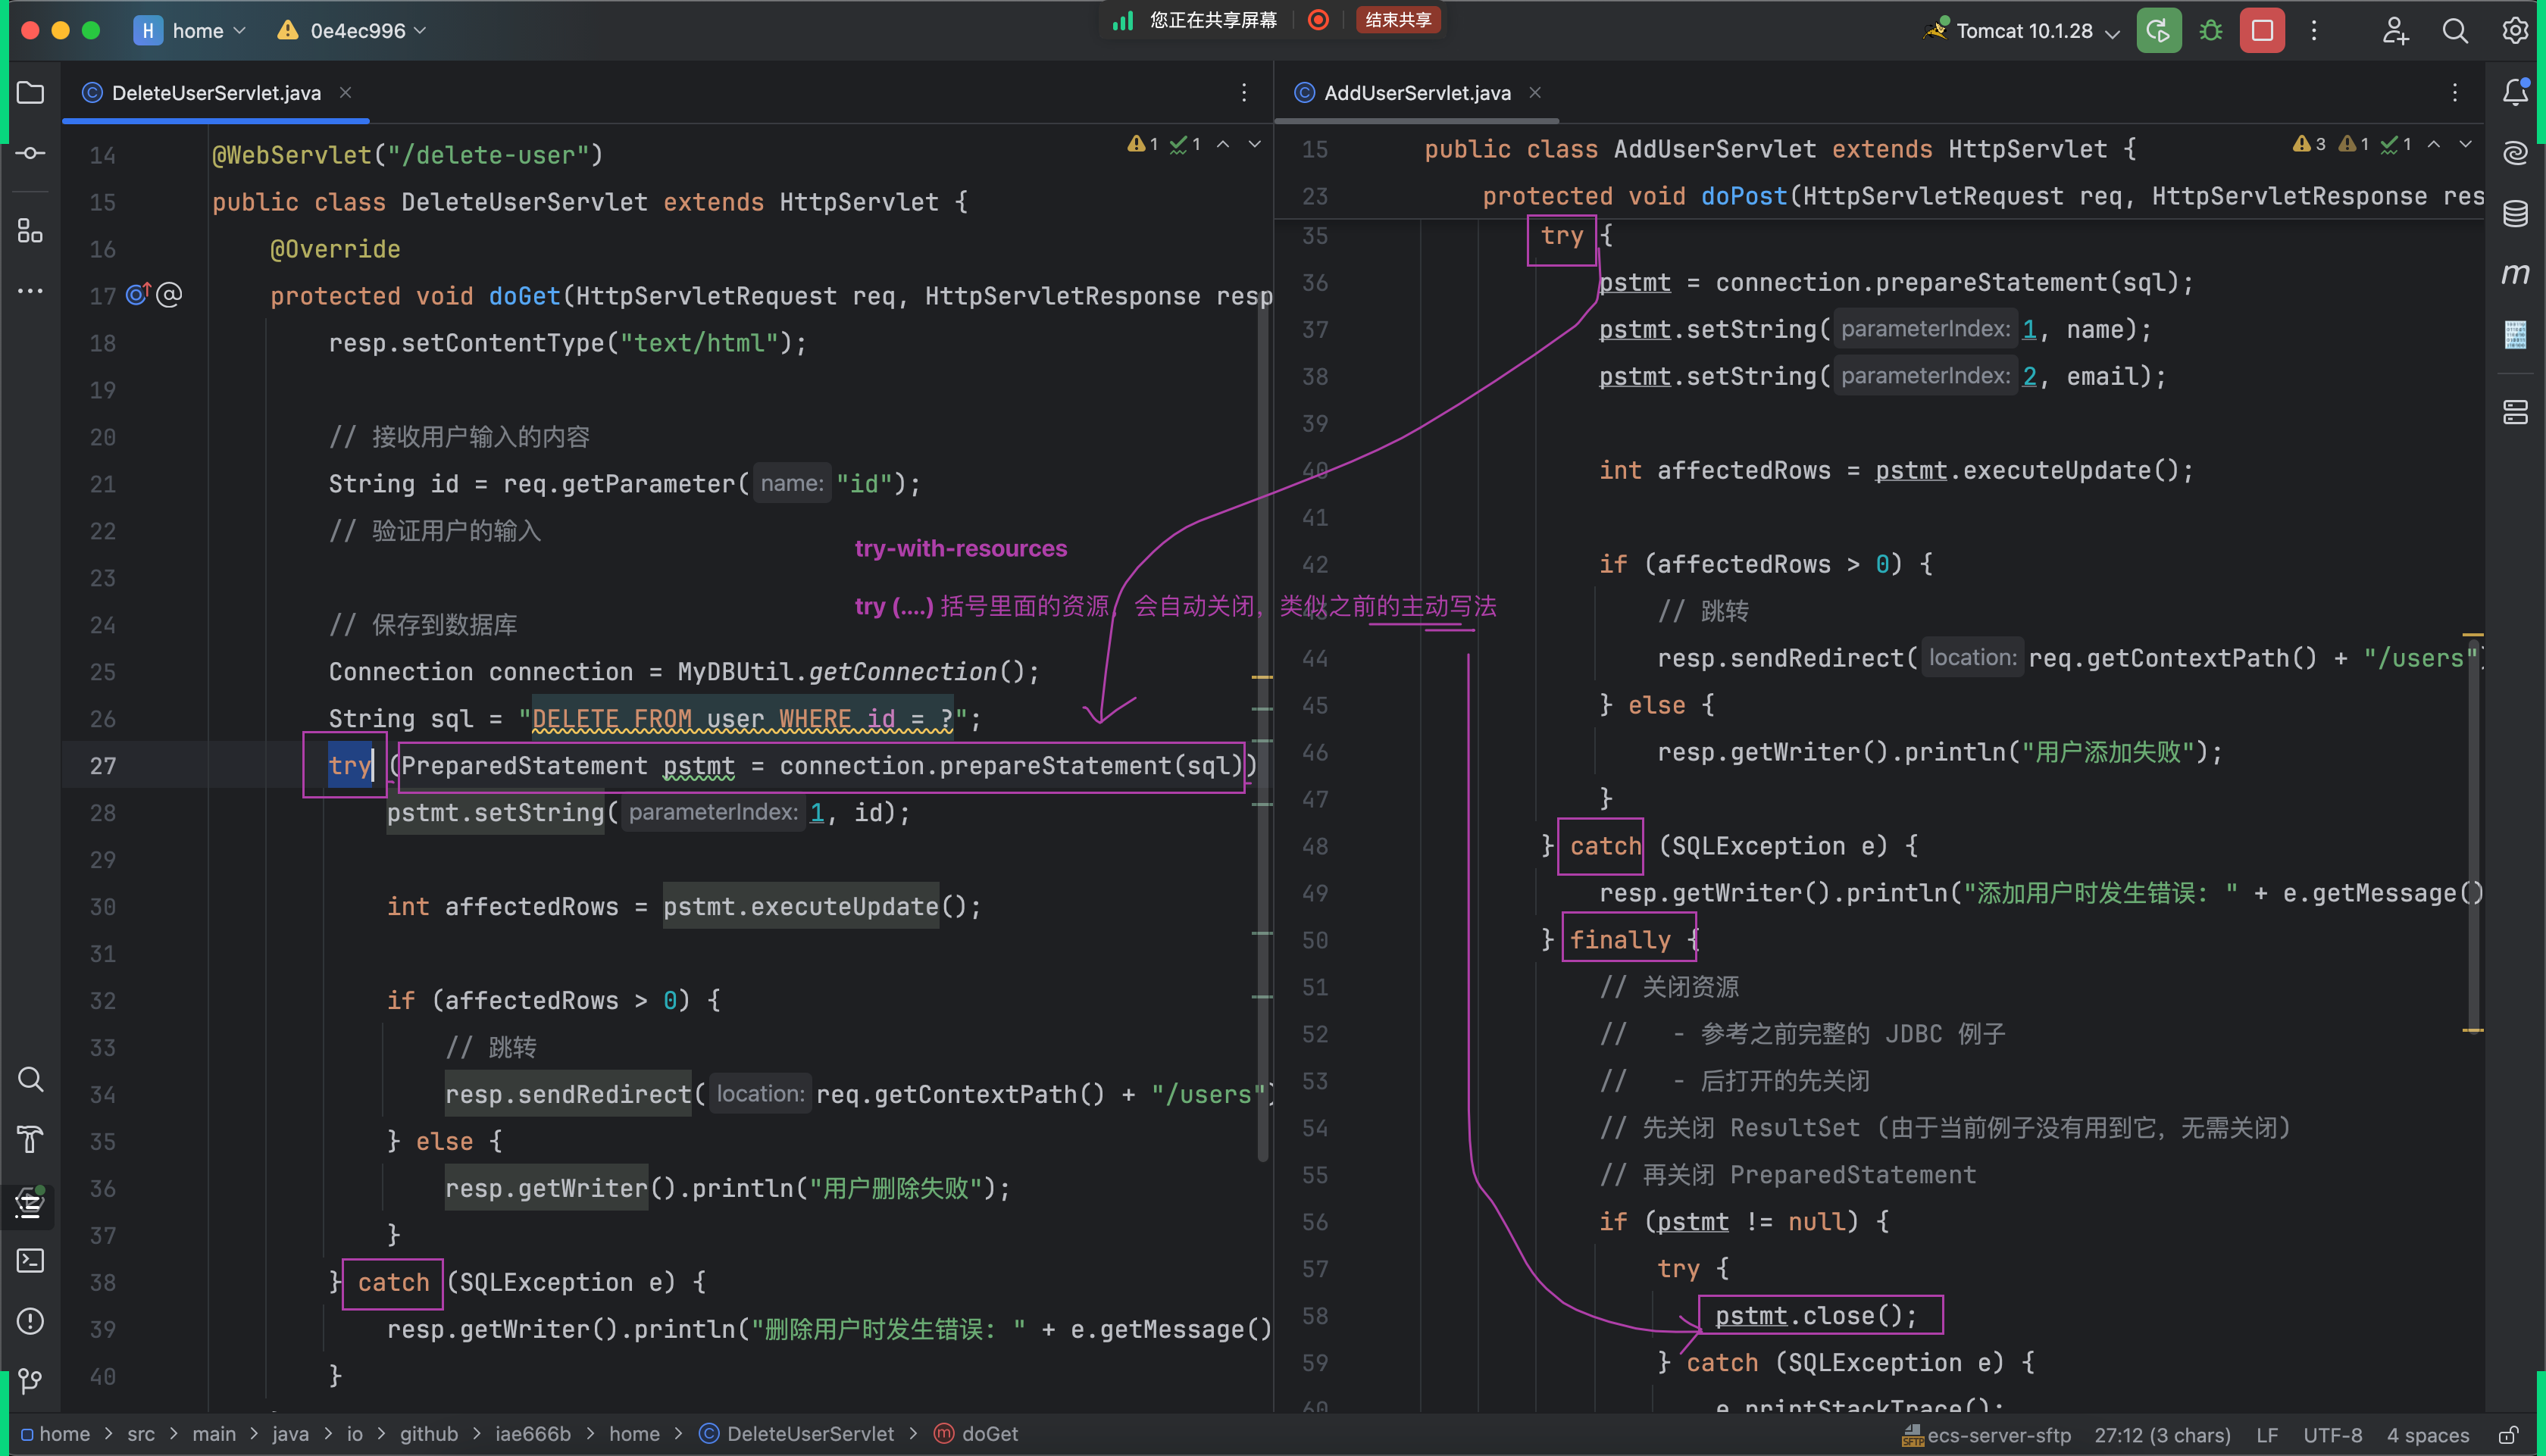 H home 0e4ec996 您正在共享屏幕 结束共享 Tomcat 10.1.28
DeleteUserServlet.java
1 1
14 @WebServlet("/delete-user")
15 public class DeleteUserServlet extends HttpServlet {
16 @Override
17 protected void doGet(HttpServletRequest req, HttpServletResponse resp
18 resp.setContentType("text/html");
19
20 // 接收用户输入的内容
21 String id = req.getParameter( name: "id");
22 // 验证用户的输入
try-with-resources
23
try (....) 括号里面的资源，会自动关闭，类似之前的主动写法
24 // 保存到数据库
25 Connection connection = MyDBUtil.getConnection();
26 String sql = "DELETE FROM user WHERE id = ?";
27 try (PreparedStatement pstmt = connection.prepareStatement(sql))
28 pstmt.setString( parameterIndex: 1, id);
29
30 int affectedRows = pstmt.executeUpdate();
31
32 if (affectedRows > 0) {
33 // 跳转
34 resp.sendRedirect( location: req.getContextPath() + "/users")
35 } else {
36 resp.getWriter().println("用户删除失败");
37 }
38 } catch (SQLException e) {
39 resp.getWriter().println("删除用户时发生错误: " + e.getMessage()
40 }
AddUserServlet.java
3 1 1
15 public class AddUserServlet extends HttpServlet {
23 protected void doPost(HttpServletRequest req, HttpServletResponse res
35 try {
36 pstmt = connection.prepareStatement(sql);
37 pstmt.setString( parameterIndex: 1, name);
38 pstmt.setString( parameterIndex: 2, email);
39
40 int affectedRows = pstmt.executeUpdate();
41
42 if (affectedRows > 0) {
43 // 跳转
44 resp.sendRedirect( location: req.getContextPath() + "/users")
45 } else {
46 resp.getWriter().println("用户添加失败");
47 }
48 } catch (SQLException e) {
49 resp.getWriter().println("添加用户时发生错误: " + e.getMessage()
50 } finally {
51 // 关闭资源
52 // - 参考之前完整的 JDBC 例子
53 // - 后打开的先关闭
54 // 先关闭 ResultSet (由于当前例子没有用到它，无需关闭)
55 // 再关闭 PreparedStatement
56 if (pstmt != null) {
57 try {
58 pstmt.close();
59 } catch (SQLException e) {
60 e.printStackTrace();
home > src > main > java > io > github > iae666b > home > DeleteUserServlet > doGet
SFTP ecs-server-sftp 27:12 (3 chars) LF UTF-8 4 spaces